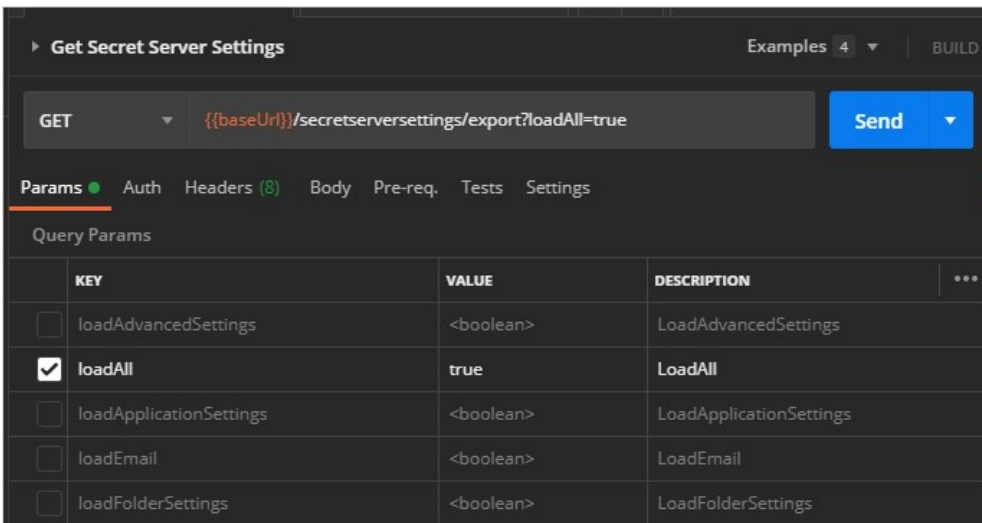 Get Secret Server Settings Examples 4 BUILD
GET {{baseUrl}}/secretserversettings/export?loadAll=true Send
Params Auth Headers (8) Body Pre-req. Tests Settings
Query Params
KEY VALUE DESCRIPTION
loadAdvancedSettings <boolean> LoadAdvancedSettings
loadAll true LoadAll
loadApplicationSettings <boolean> LoadApplicationSettings
loadEmail <boolean> LoadEmail
loadFolderSettings <boolean> LoadFolderSettings